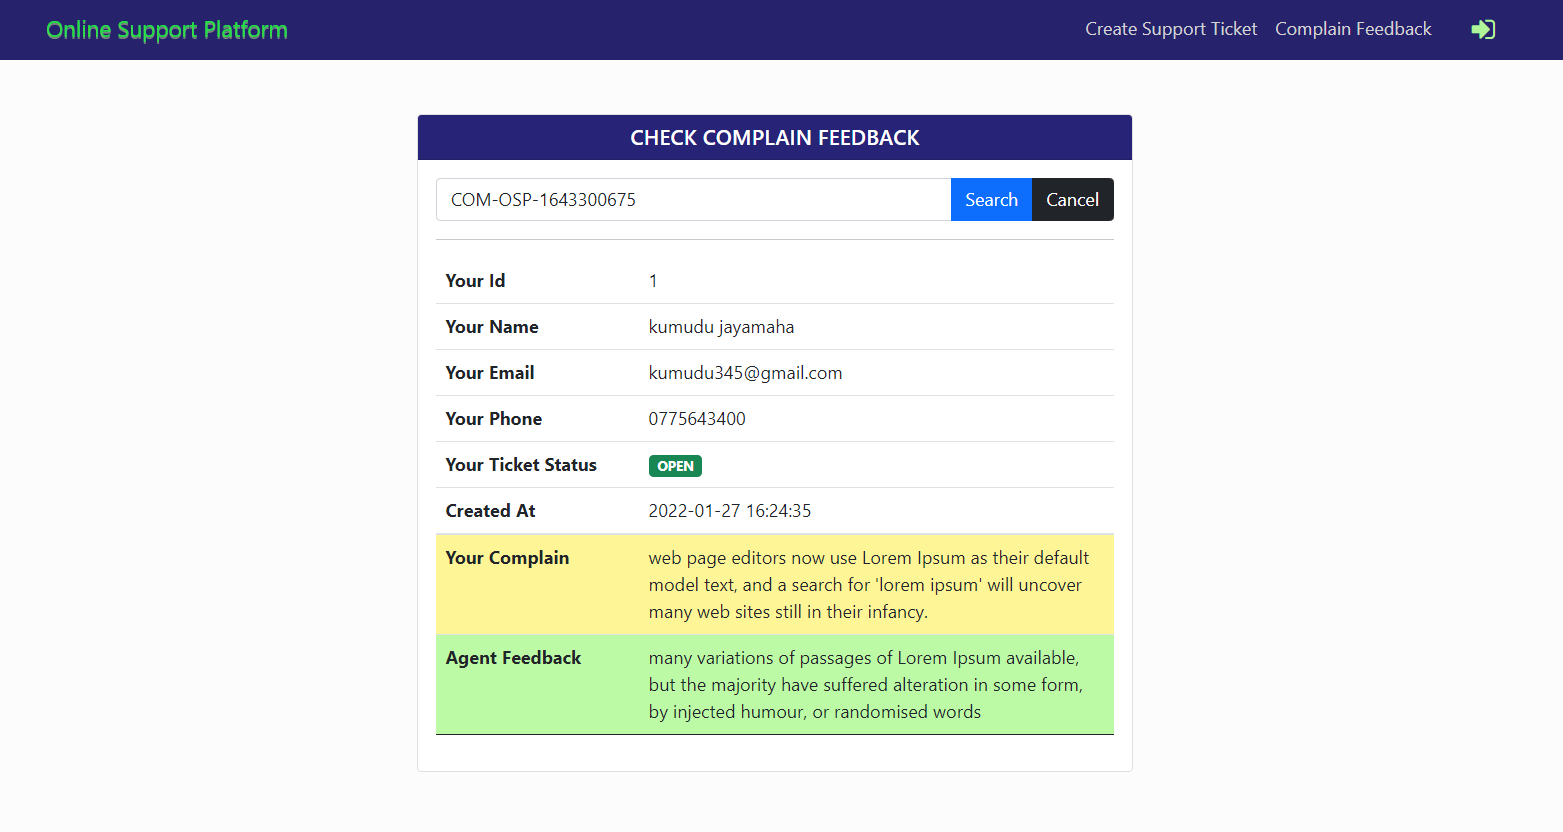 Online Support Platform
Create Support Ticket
Complain Feedback
CHECK COMPLAIN FEEDBACK
COM-OSP-1643300675
Search
Cancel
Your Id 1
Your Name kumudu jayamaha
Your Email kumudu345@gmail.com
Your Phone 0775643400
Your Ticket Status OPEN
Created At 2022-01-27 16:24:35
Your Complain web page editors now use Lorem Ipsum as their default
model text, and a search for 'lorem ipsum' will uncover
many web sites still in their infancy.
Agent Feedback many variations of passages of Lorem Ipsum available,
but the majority have suffered alteration in some form,
by injected humour, or randomised words